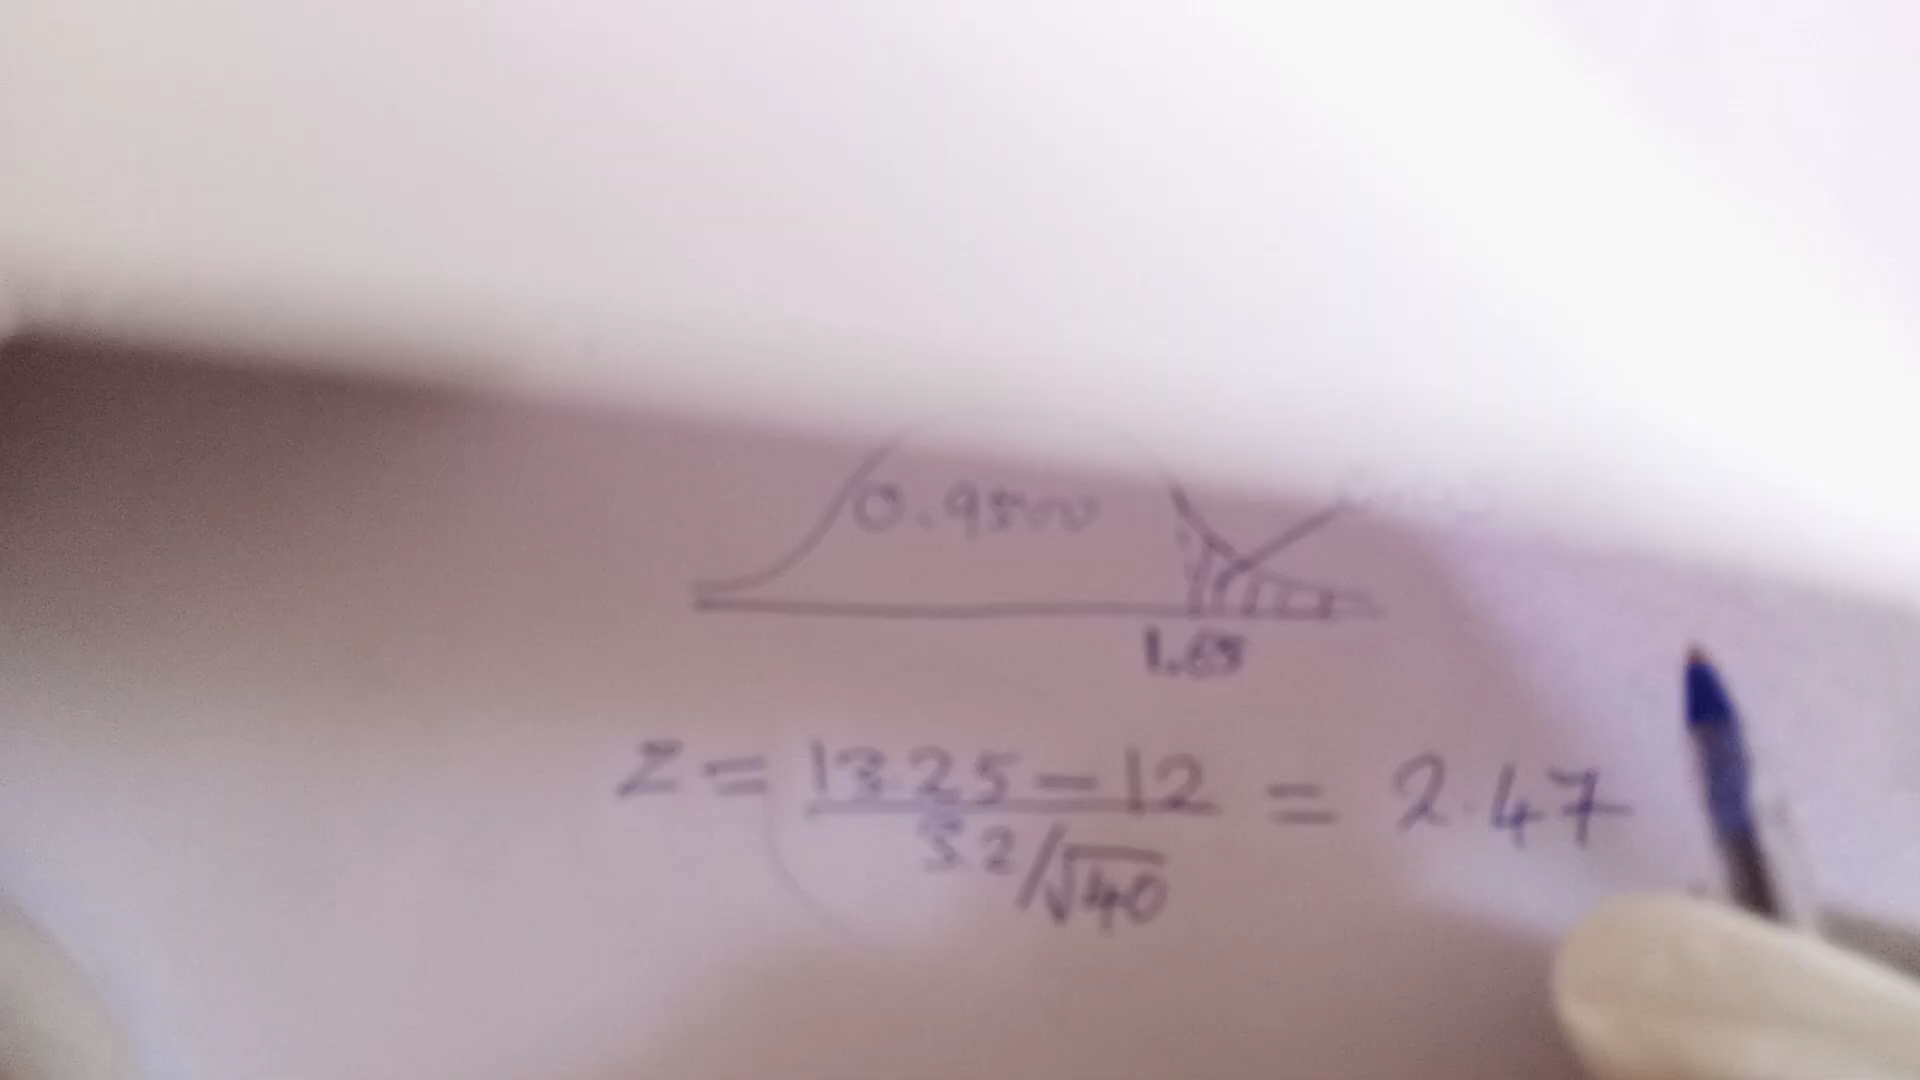 0.9500
1.65
Z = 13.25 - 12 / 3.2/√40 = 2.47